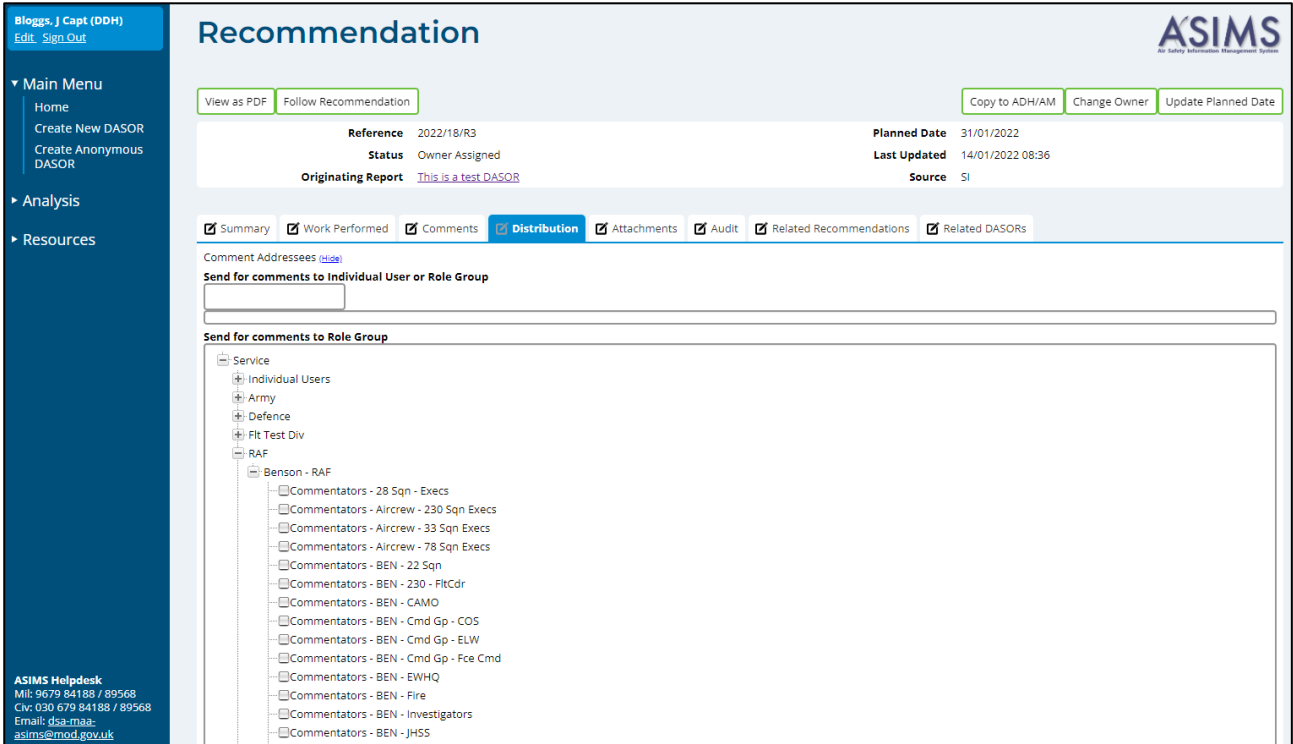 Bloggs, J Capt (DDH)
Edit Sign Out
Main Menu
Home
Create New DASOR
Create Anonymous
DASOR
Analysis
Resources
ASIMS Helpdesk
Mil: 9679 84188 / 89568
Civ: 030 679 84188 / 89568
Email: dsa-maa-
asims@mod.gov.uk
Recommendation
ASIMS
Air Safety Information Management System
View as PDF Follow Recommendation Copy to ADH/AM Change Owner Update Planned Date
Reference 2022/18/R3 Planned Date 31/01/2022
Status Owner Assigned Last Updated 14/01/2022 08:36
Originating Report This is a test DASOR Source SI
Summary Work Performed Comments Distribution Attachments Audit Related Recommendations Related DASORs
Comment Addressees (Hide)
Send for comments to Individual User or Role Group
Send for comments to Role Group
Service
Individual Users
Army
Defence
Flt Test Div
RAF
Benson - RAF
Commentators - 28 Sqn - Execs
Commentators - Aircrew - 230 Sqn Execs
Commentators - Aircrew - 33 Sqn Execs
Commentators - Aircrew - 78 Sqn Execs
Commentators - BEN - 22 Sqn
Commentators - BEN - 230 - FltCdr
Commentators - BEN - CAMO
Commentators - BEN - Cmd Gp - COS
Commentators - BEN - Cmd Gp - ELW
Commentators - BEN - Cmd Gp - Fce Cmd
Commentators - BEN - EWHQ
Commentators - BEN - Fire
Commentators - BEN - Investigators
Commentators - BEN - JHSS